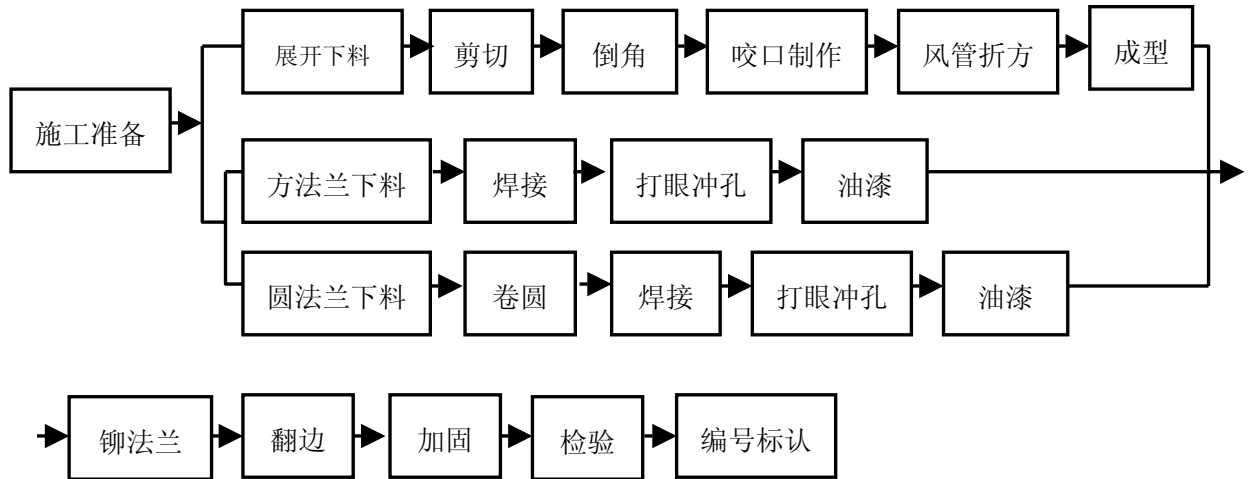 展开下料
剪切
倒角
咬口制作
风管折方
成型
施工准备
方法兰下料
焊接
打眼冲孔
油漆
圆法兰下料
卷圆
焊接
打眼冲孔
油漆
铆法兰
翻边
加固
检验
编号标认